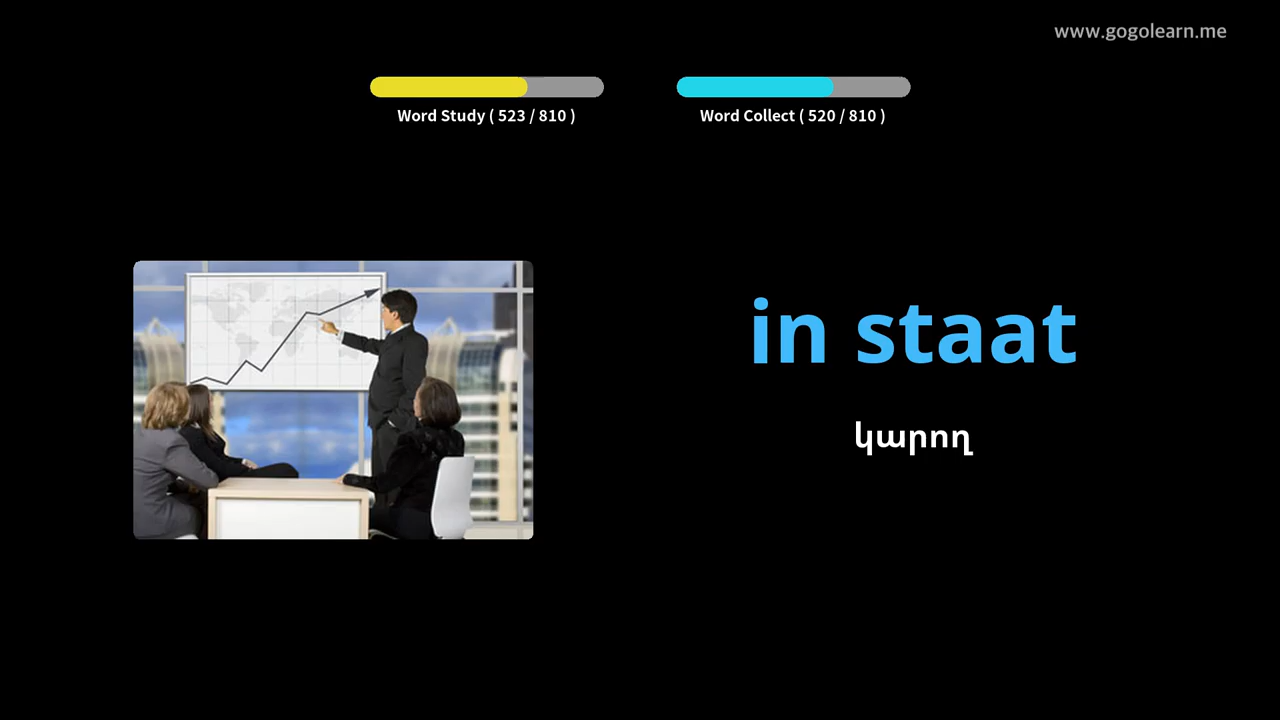 www.gogolearn.me
Word Study ( 523 / 810 )
Word Collect ( 520 / 810 )
in staat
կարող